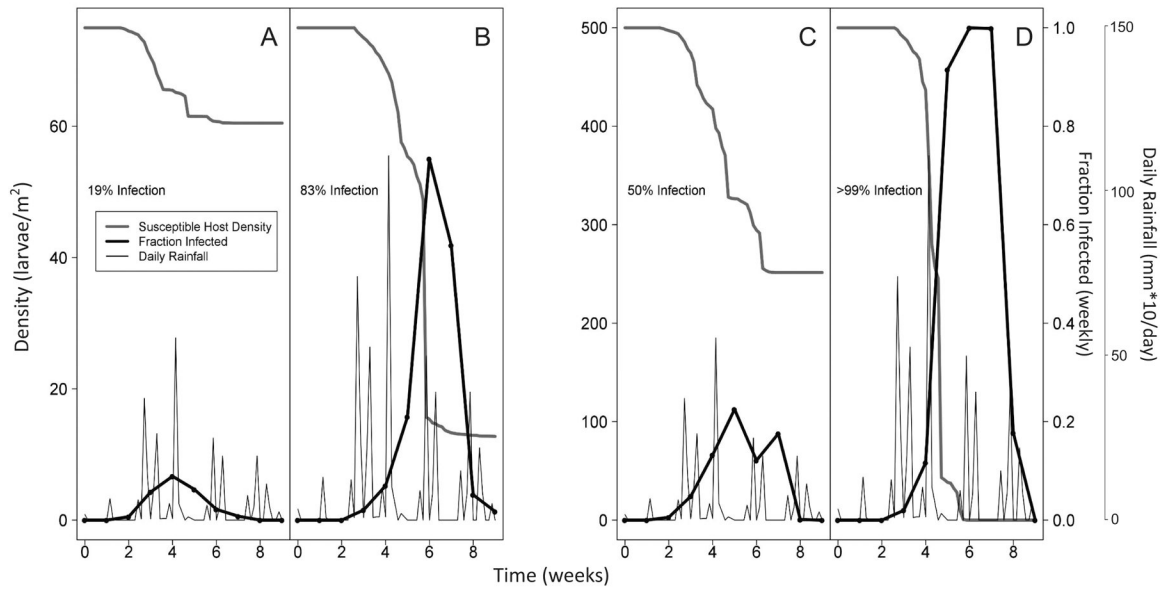 A
B
C
D
60
40
20
0
Density (larvae/m²)
19% Infection
83% Infection
50% Infection
>99% Infection
Susceptible Host Density
Fraction Infected
Daily Rainfall
500
400
300
200
100
0
1.0
0.8
0.6
0.4
0.2
0.0
Fraction Infected (weekly)
150
100
50
0
Daily Rainfall (mm*10/day)
0 2 4 6 8 0 2 4 6 8 0 2 4 6 8 0 2 4 6 8
Time (weeks)